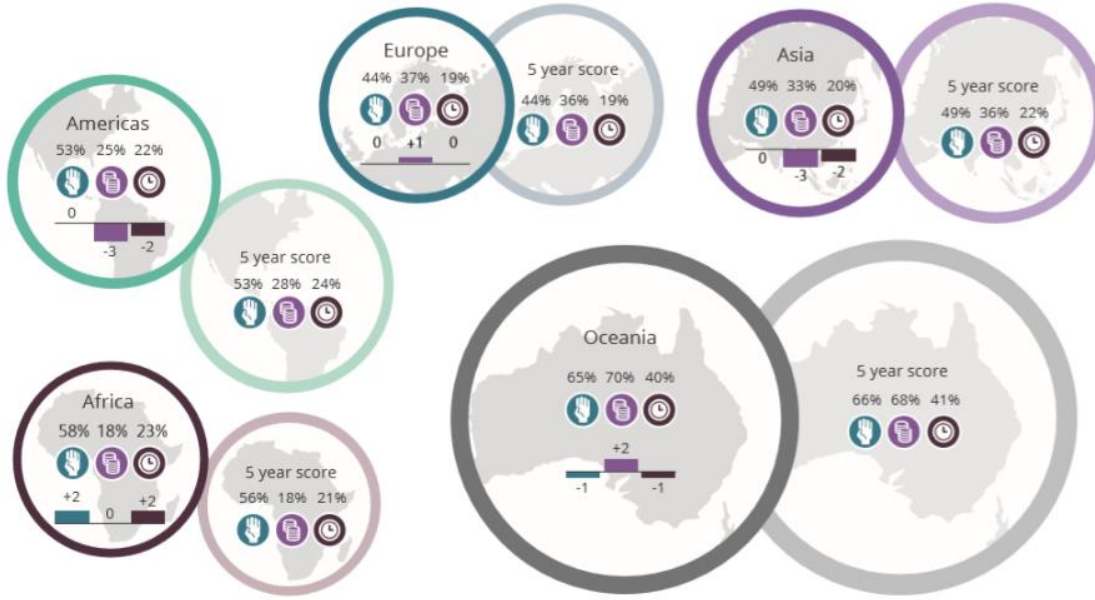 Americas
53% 25% 22%
0
-3 -2
5 year score
53% 28% 24%
Europe
44% 37% 19%
0 +1 0
5 year score
44% 36% 19%
Asia
49% 33% 20%
0 -3 -2
5 year score
49% 36% 22%
Africa
58% 18% 23%
+2 0 +2
5 year score
56% 18% 21%
Oceania
65% 70% 40%
+2
-1 -1
5 year score
66% 68% 41%